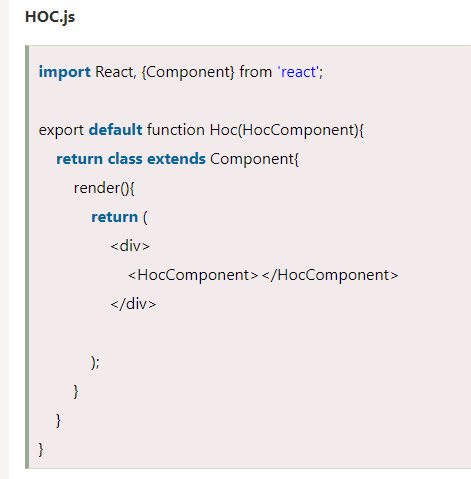 HOC.js
import React, {Component} from 'react';
export default function Hoc(HocComponent){
return class extends Component{
render(){
return (
<div>
<HocComponent></HocComponent>
</div>
);
}
}
}